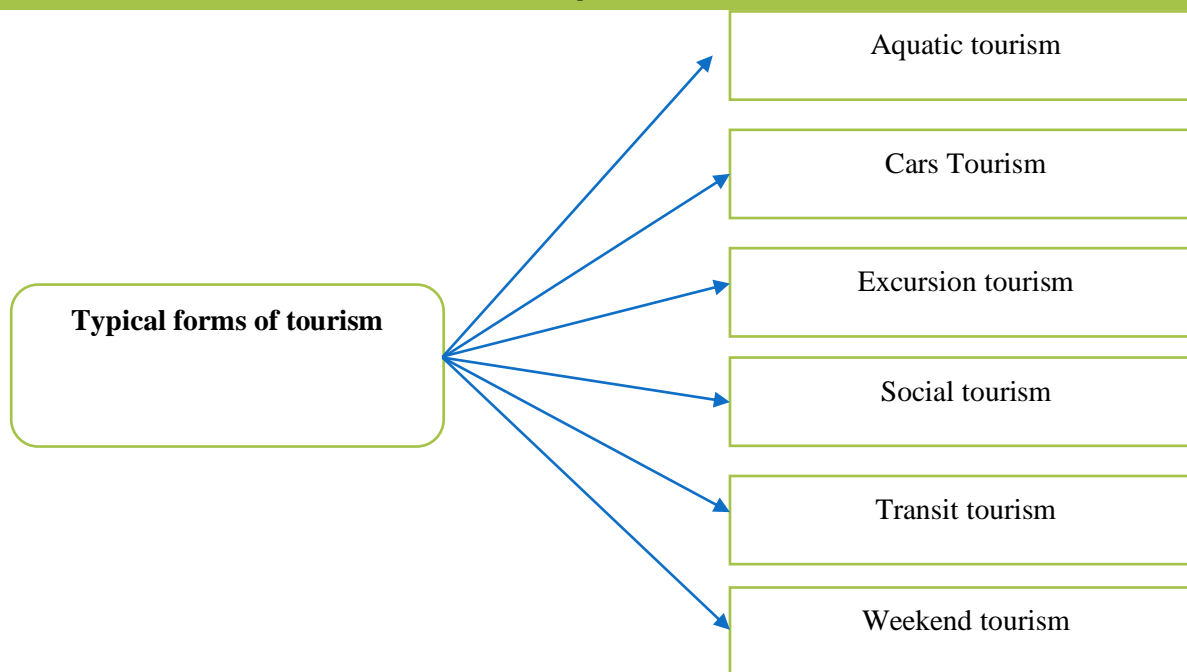 Aquatic tourism
Cars Tourism
Excursion tourism
Typical forms of tourism
Social tourism
Transit tourism
Weekend tourism